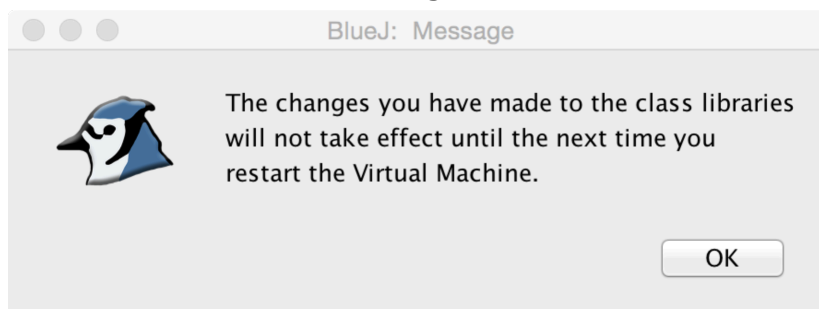 BlueJ: Message
The changes you have made to the class libraries
will not take effect until the next time you
restart the Virtual Machine.
OK